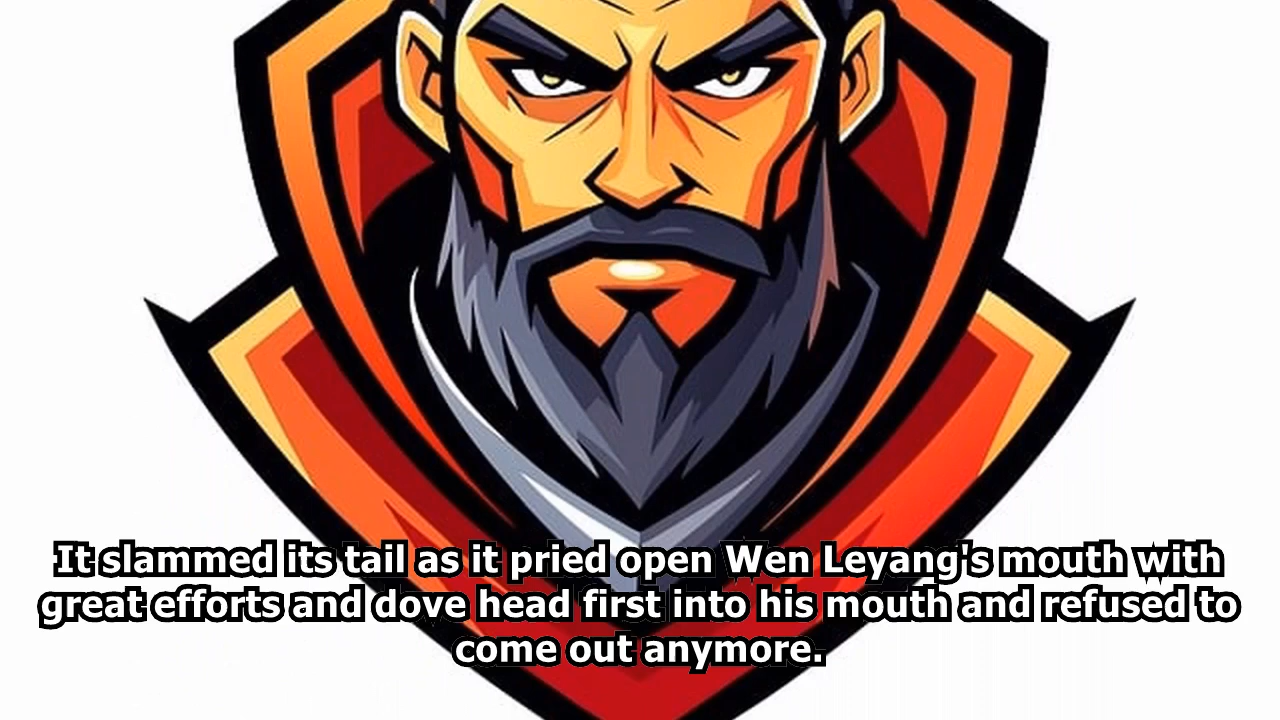 It slammed its tail as it pried open Wen Leyang's mouth with
great efforts and dove head first into his mouth and refused to
come out anymore.